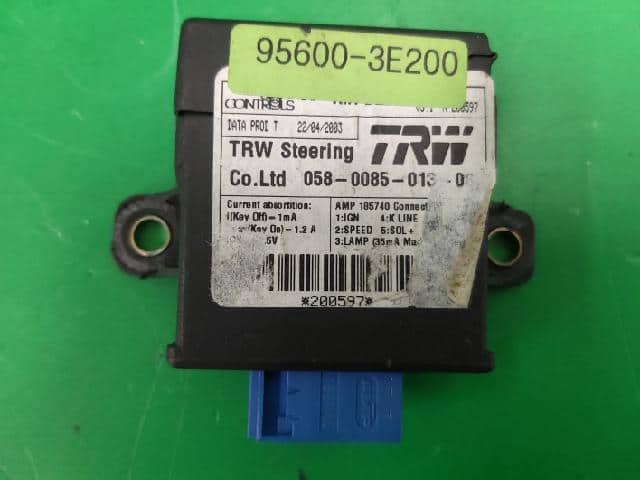 95600-3E200
CONTROLS
DATA PROD T 22/04/2003
TRW Steering TRW
Co.Ltd 058-0085-013
Current absorbtion:
(Key Off)-1mA
(Key On)-1.2 A
5V
AMP 185740 Connect
1:IGN 4:K LINE
2:SPEED 5:SOL+
3:LAMP (35mA Ma
*200597*